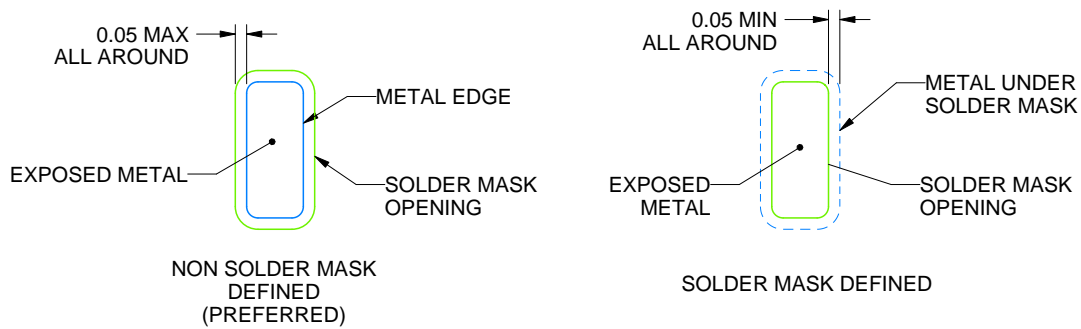 0.05 MAX
ALL AROUND
METAL EDGE
EXPOSED METAL
SOLDER MASK
OPENING
NON SOLDER MASK
DEFINED
(PREFERRED)
0.05 MIN
ALL AROUND
METAL UNDER
SOLDER MASK
EXPOSED
METAL
SOLDER MASK
OPENING
SOLDER MASK DEFINED